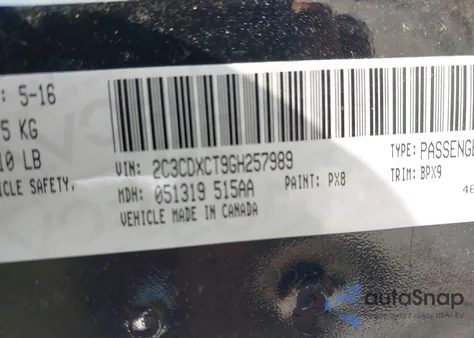 : 5-16
5 KG
10 LB
ICLE SAFETY,
VIN: 2C3CDXCT9GH257989
TYPE: PASSENGE
MDH: 051319 515AA
PAINT: PX8
TRIM: BPX9
VEHICLE MADE IN CANADA
46
autoSnap